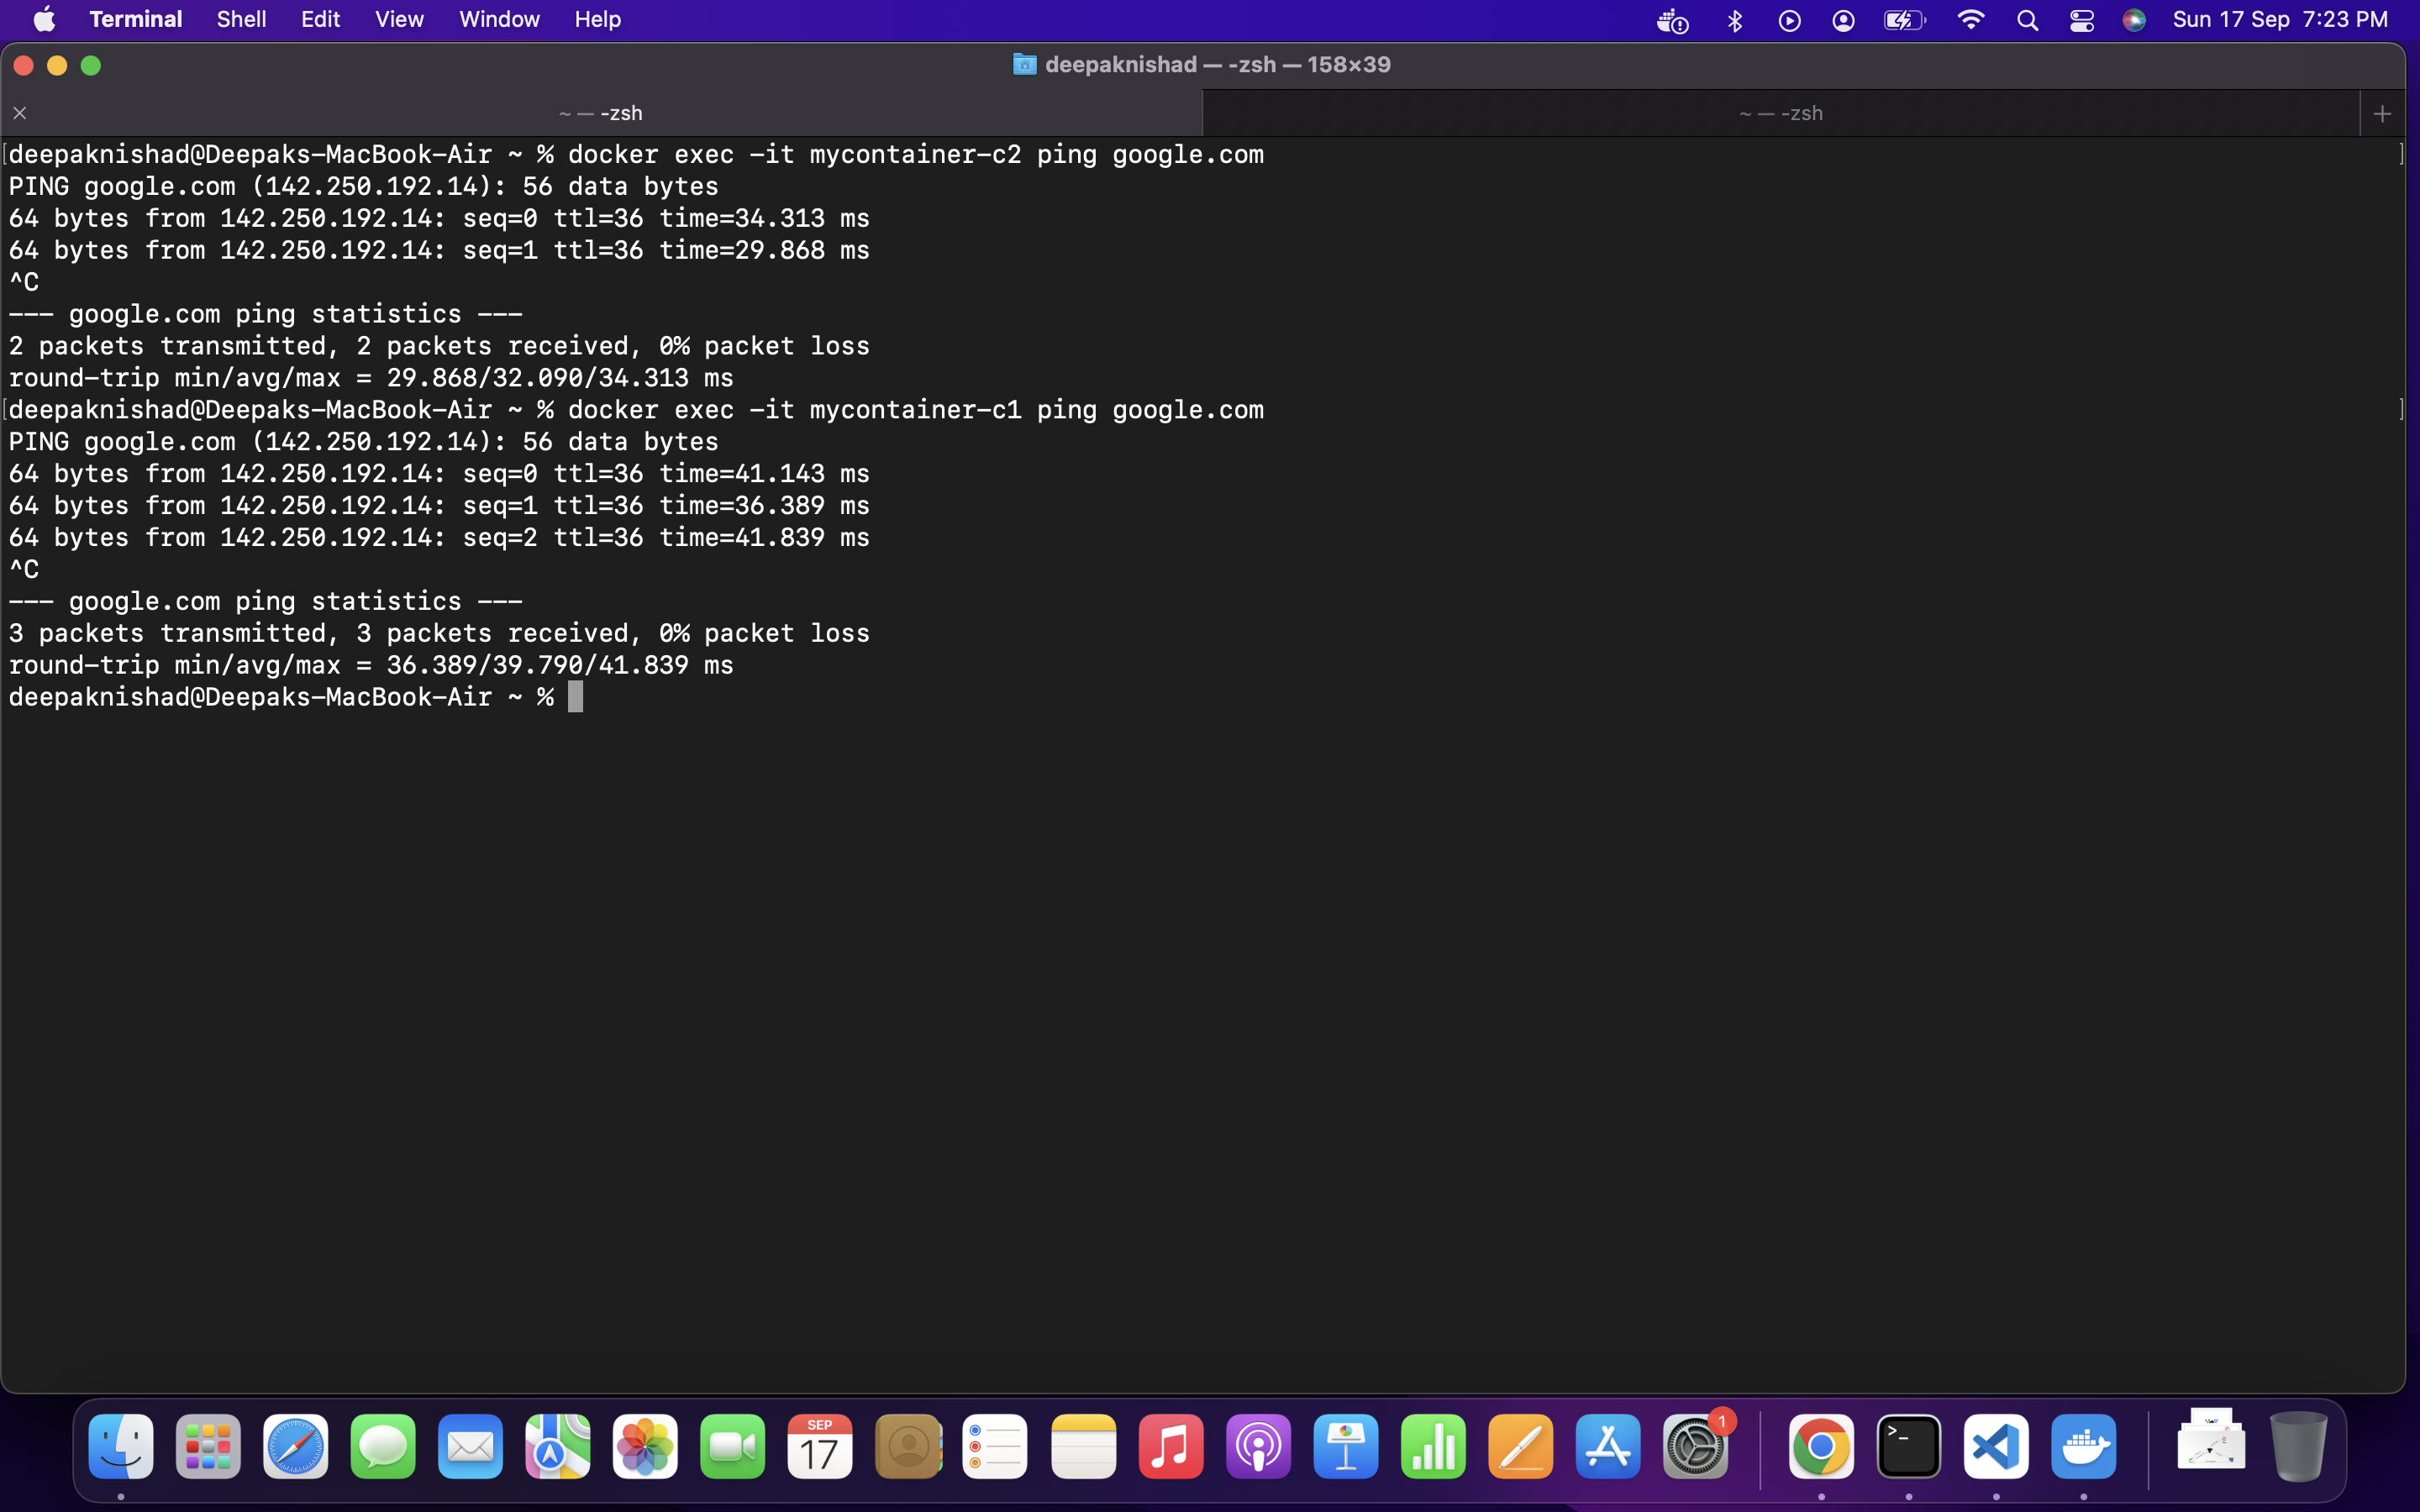 Terminal Shell Edit View Window Help Sun 17 Sep 7:23 PM
deepaknishad — -zsh — 158×39
~ — -zsh ~ — -zsh
deepaknishad@Deepaks-MacBook-Air ~ % docker exec -it mycontainer-c2 ping google.com
PING google.com (142.250.192.14): 56 data bytes
64 bytes from 142.250.192.14: seq=0 ttl=36 time=34.313 ms
64 bytes from 142.250.192.14: seq=1 ttl=36 time=29.868 ms
^C
--- google.com ping statistics ---
2 packets transmitted, 2 packets received, 0% packet loss
round-trip min/avg/max = 29.868/32.090/34.313 ms
deepaknishad@Deepaks-MacBook-Air ~ % docker exec -it mycontainer-c1 ping google.com
PING google.com (142.250.192.14): 56 data bytes
64 bytes from 142.250.192.14: seq=0 ttl=36 time=41.143 ms
64 bytes from 142.250.192.14: seq=1 ttl=36 time=36.389 ms
64 bytes from 142.250.192.14: seq=2 ttl=36 time=41.839 ms
^C
--- google.com ping statistics ---
3 packets transmitted, 3 packets received, 0% packet loss
round-trip min/avg/max = 36.389/39.790/41.839 ms
deepaknishad@Deepaks-MacBook-Air ~ %
SEP
17
1
>_